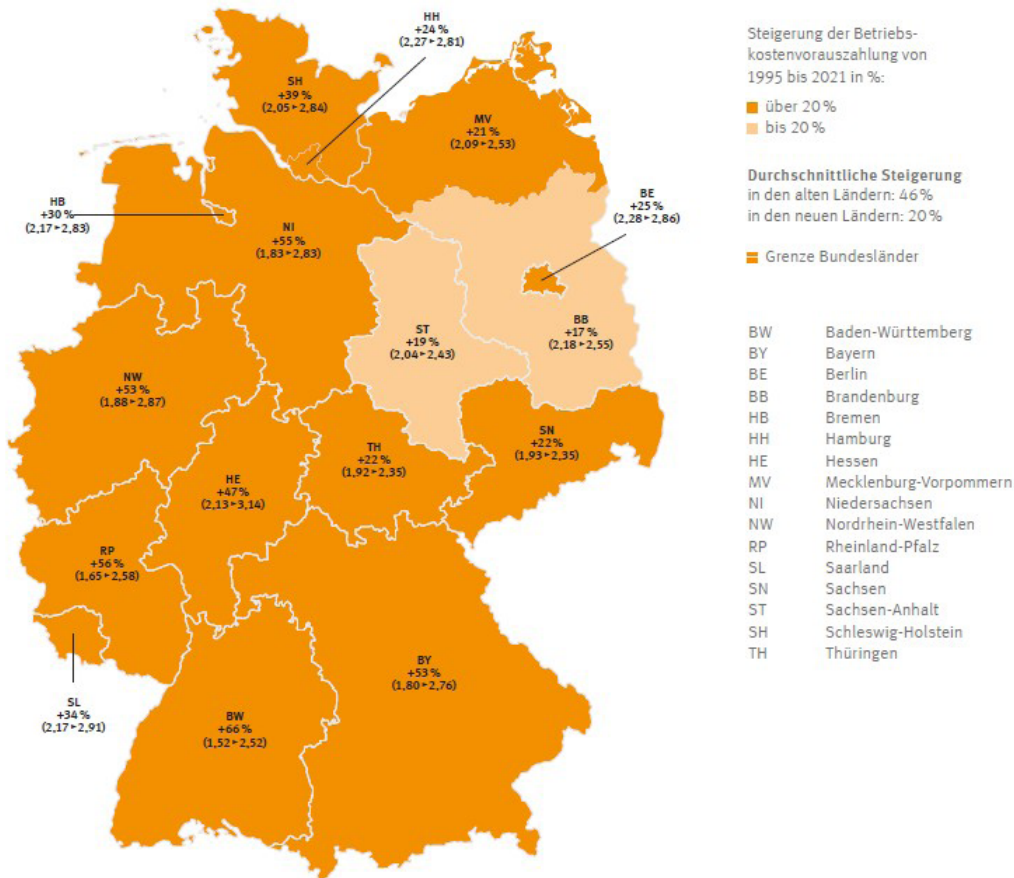 HH
+24 %
(2,27▸2,81)
SH
+39 %
(2,05▸2,84)
MV
+21 %
(2,09▸2,53)
HB
+30 %
(2,17▸2,83)
NI
+55 %
(1,83▸2,83)
BE
+25 %
(2,28▸2,86)
ST
+19 %
(2,04▸2,43)
BB
+17 %
(2,18▸2,55)
NW
+53 %
(1,88▸2,87)
HE
+47 %
(2,13▸3,14)
TH
+22 %
(1,92▸2,35)
SN
+22 %
(1,93▸2,35)
RP
+56 %
(1,65▸2,58)
SL
+34 %
(2,17▸2,91)
BW
+66 %
(1,52▸2,52)
BY
+53 %
(1,80▸2,76)
Steigerung der Betriebs-
kostenvorauszahlung von
1995 bis 2021 in %:
über 20 %
bis 20 %
Durchschnittliche Steigerung
in den alten Ländern: 46%
in den neuen Ländern: 20 %
Grenze Bundesländer
BW Baden-Württemberg
BY Bayern
BE Berlin
BB Brandenburg
HB Bremen
HH Hamburg
HE Hessen
MV Mecklenburg-Vorpommern
NI Niedersachsen
NW Nordrhein-Westfalen
RP Rheinland-Pfalz
SL Saarland
SN Sachsen
ST Sachsen-Anhalt
SH Schleswig-Holstein
TH Thüringen